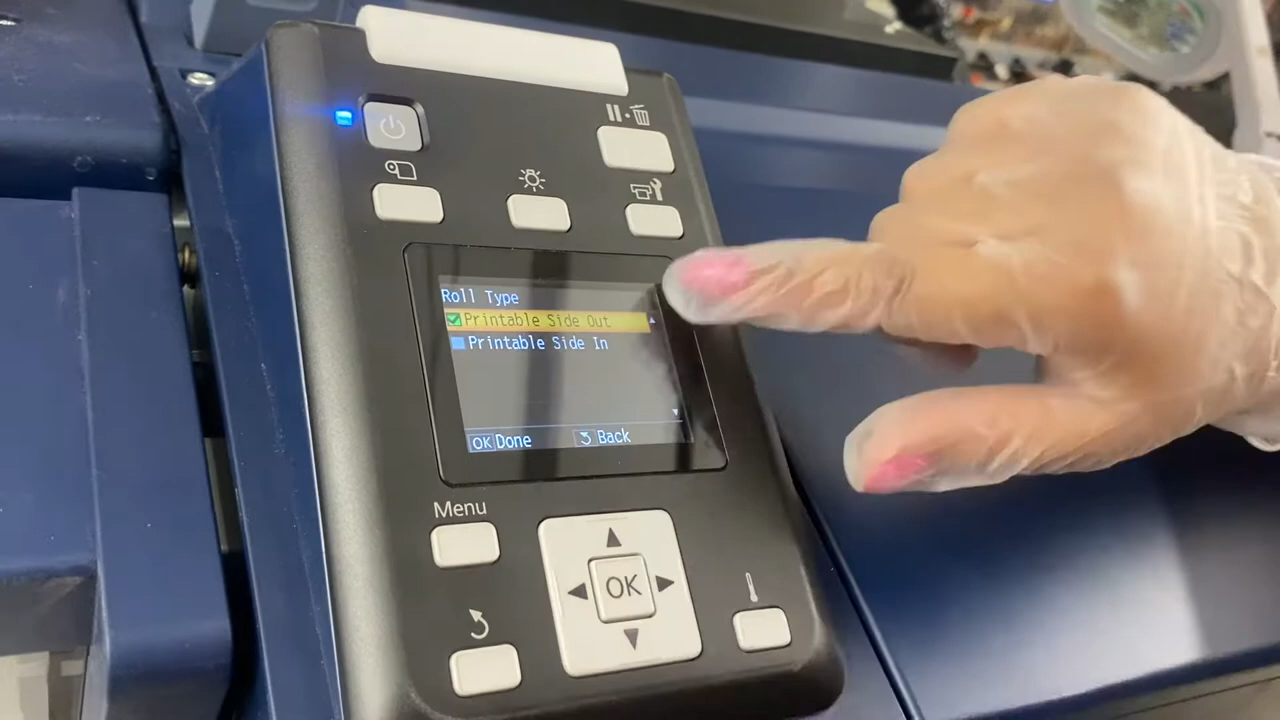 Roll Type
Printable Side Out
Printable Side In
OK Done Back
Menu
OK